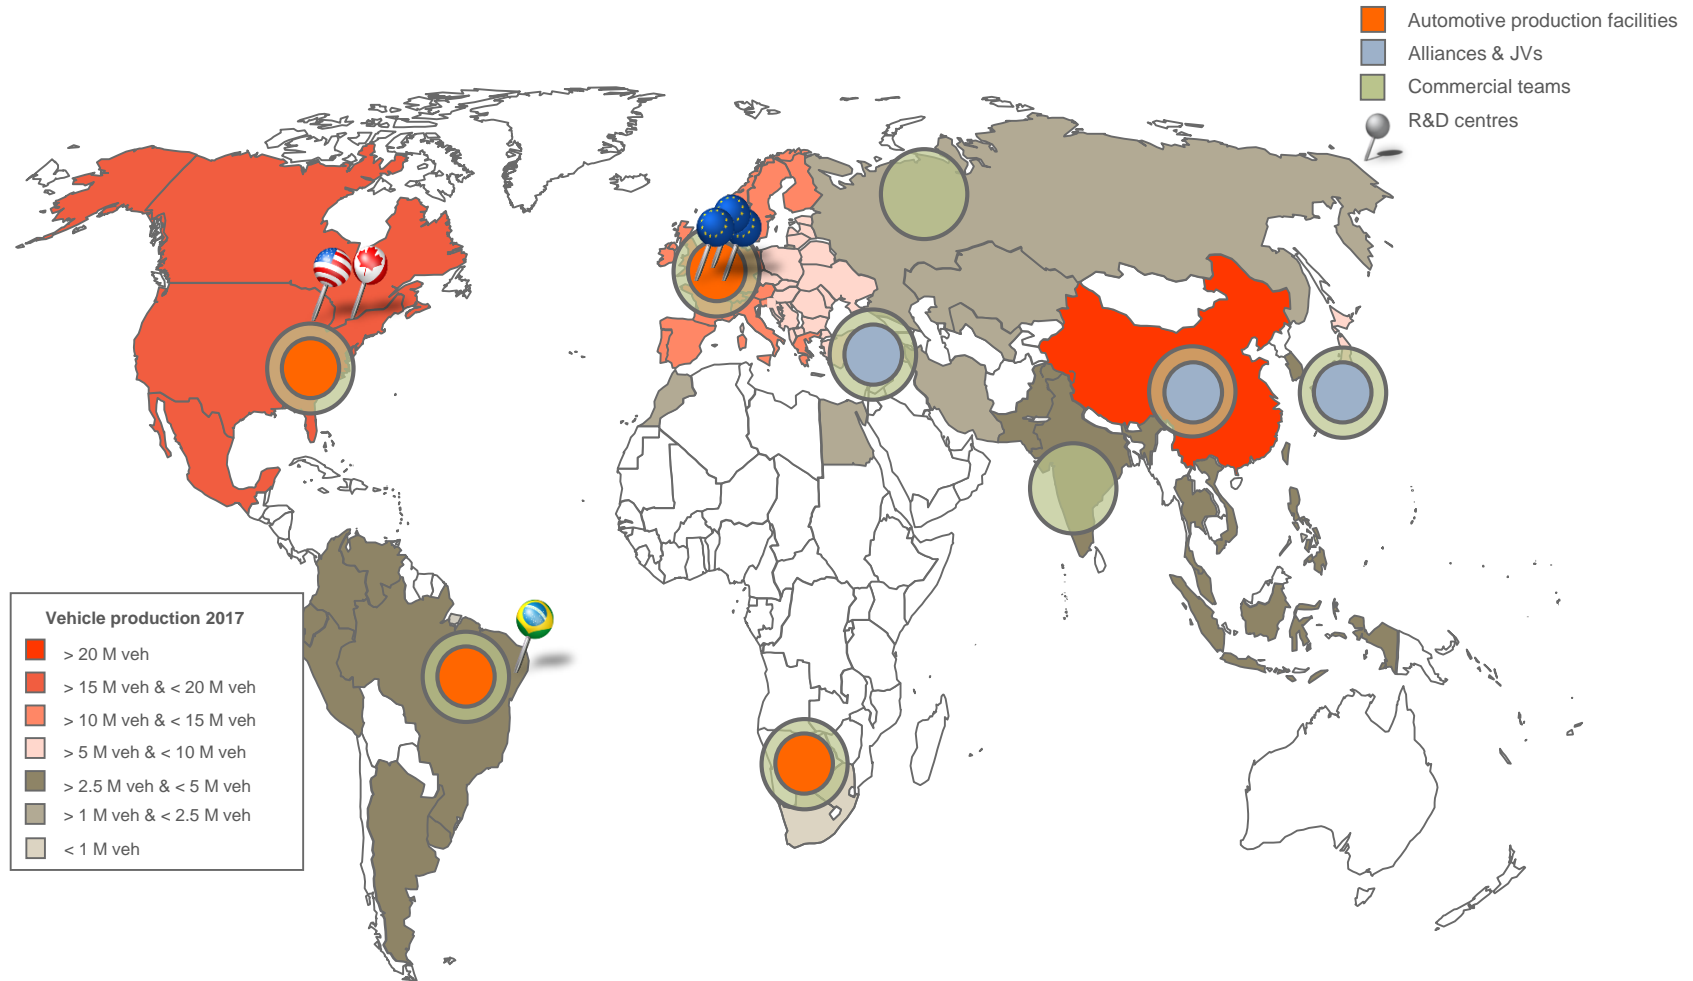 Automotive production facilities
Alliances & JVs
Commercial teams
R&D centres
Vehicle production 2017
> 20 M veh
> 15 M veh & < 20 M veh
> 10 M veh & < 15 M veh
> 5 M veh & < 10 M veh
> 2.5 M veh & < 5 M veh
> 1 M veh & < 2.5 M veh
< 1 M veh